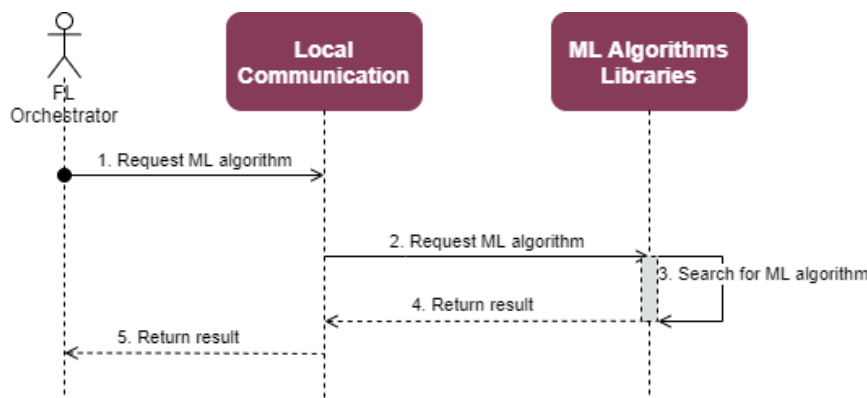 Local
Communication
ML Algorithms
Libraries
FL
Orchestrator
1. Request ML algorithm
2. Request ML algorithm
3. Search for ML algorithm
4. Return result
5. Return result